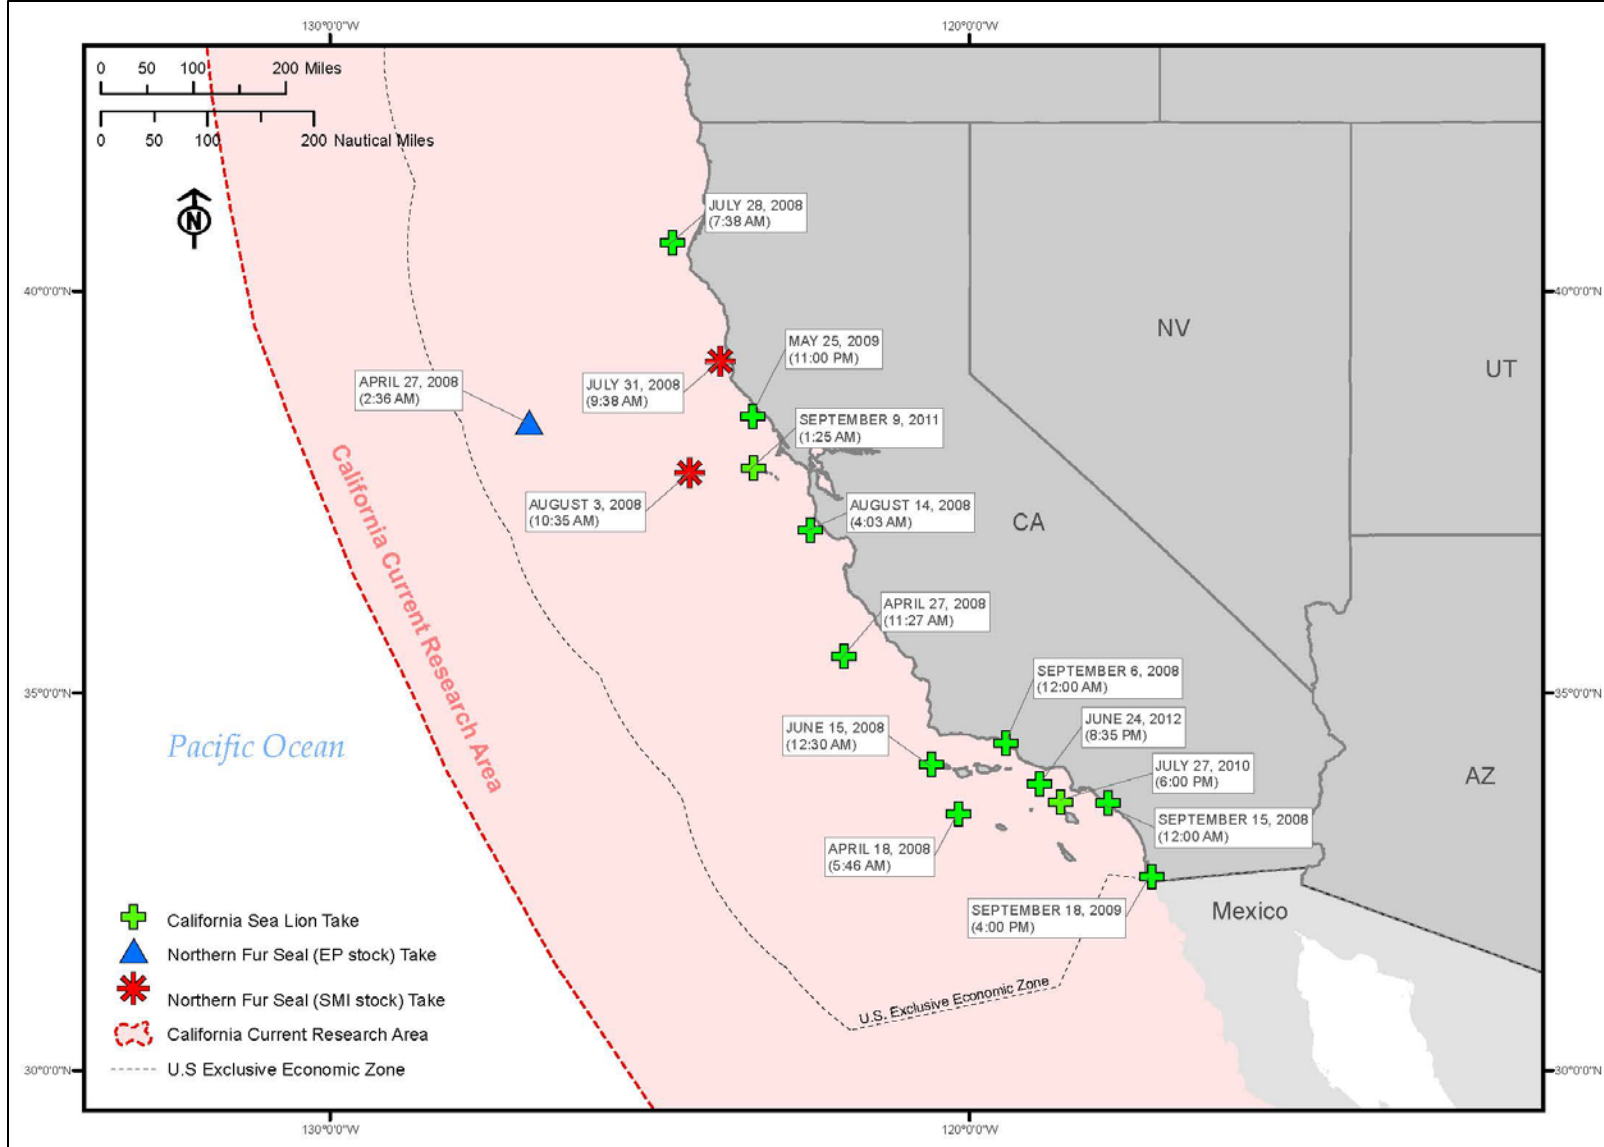 130°0'0"W
120°0'0"W
0 50 100 200 Miles
0 50 100 200 Nautical Miles
N
JULY 28, 2008
(7:38 AM)
40°0'0"N
40°0'0"N
NV
MAY 25, 2009
(11:00 PM)
UT
APRIL 27, 2008
(2:36 AM)
JULY 31, 2008
(9:38 AM)
SEPTEMBER 9, 2011
(1:25 AM)
AUGUST 3, 2008
(10:35 AM)
AUGUST 14, 2008
(4:03 AM)
CA
California Current Research Area
APRIL 27, 2008
(11:27 AM)
35°0'0"N
35°0'0"N
SEPTEMBER 6, 2008
(12:00 AM)
JUNE 24, 2012
(8:35 PM)
JUNE 15, 2008
(12:30 AM)
Pacific Ocean
JULY 27, 2010
(6:00 PM)
AZ
SEPTEMBER 15, 2008
(12:00 AM)
APRIL 18, 2008
(5:46 AM)
SEPTEMBER 18, 2009
(4:00 PM)
Mexico
U.S. Exclusive Economic Zone
California Sea Lion Take
Northern Fur Seal (EP stock) Take
Northern Fur Seal (SMI stock) Take
California Current Research Area
U.S Exclusive Economic Zone
30°0'0"N
30°0'0"N
130°0'0"W
120°0'0"W